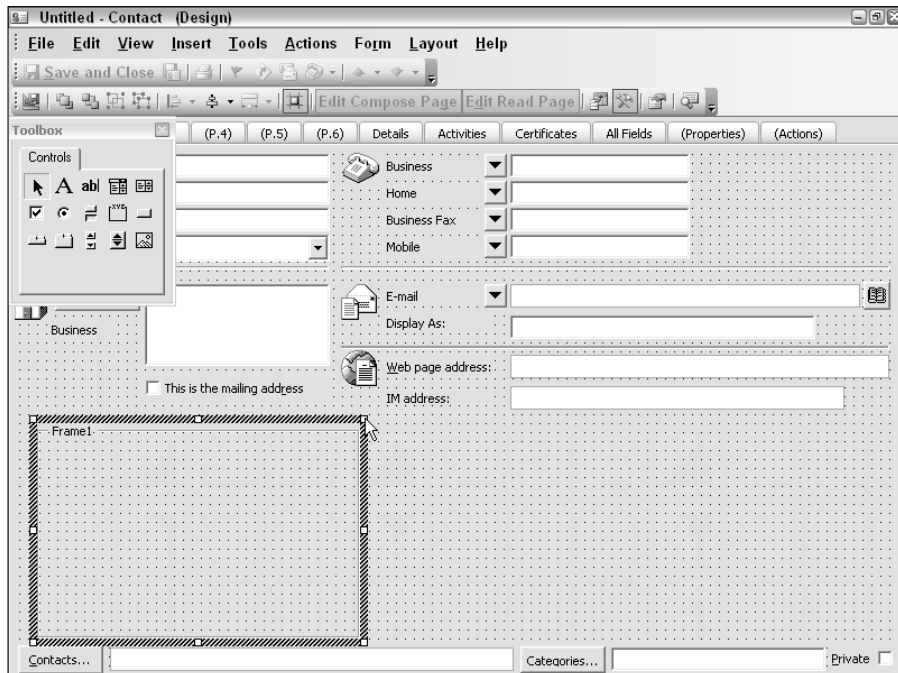 Untitled - Contact (Design)
File Edit View Insert Tools Actions Form Layout Help
Save and Close
Edit Compose Page Edit Read Page
Toolbox
(P.4) (P.5) (P.6) Details Activities Certificates All Fields (Properties) (Actions)
Controls
A ab|
XYZ
Business
Home
Business Fax
Mobile
E-mail
Display As:
Business
Web page address:
This is the mailing address
IM address:
Frame1
Contacts... Categories... Private